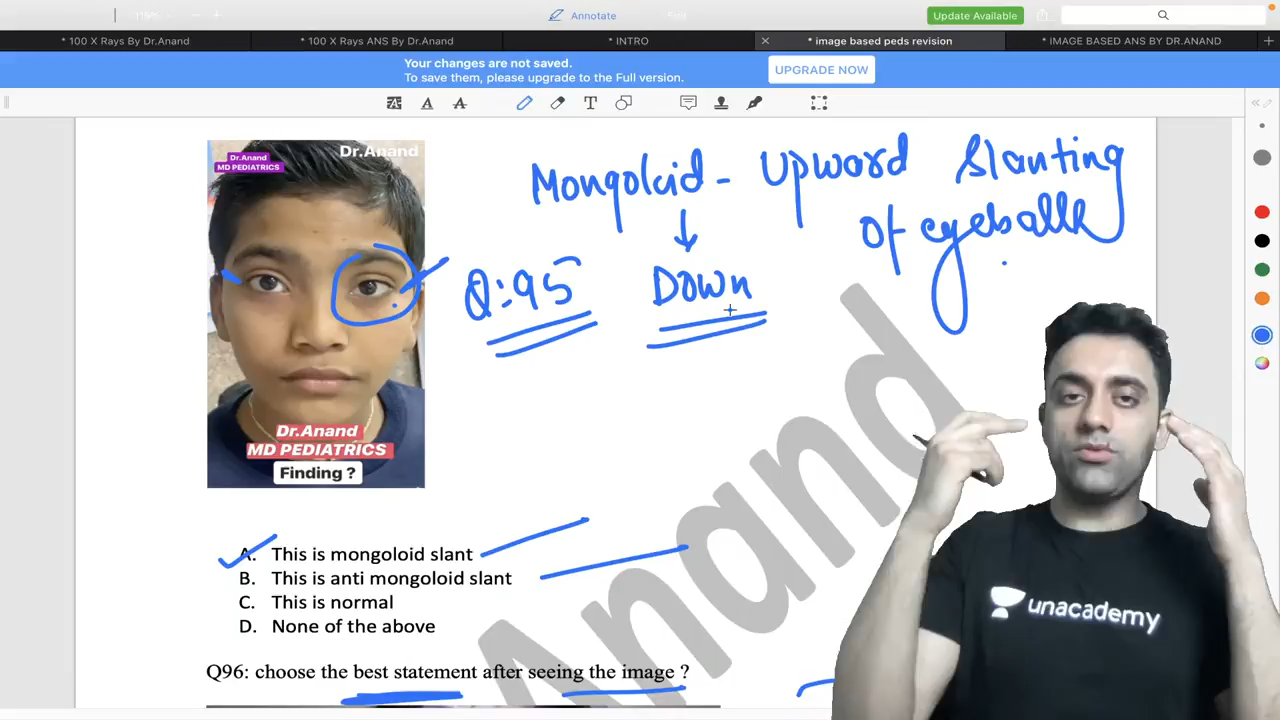 118%
Annotate
Update Available
* 100 X Rays By Dr.Anand
* 100 X Rays ANS By Dr.Anand
* INTRO
* image based peds revision
* IMAGE BASED ANS BY DR.ANAND
Your changes are not saved.
To save them, please upgrade to the Full version.
UPGRADE NOW
Dr.Anand
MD PEDIATRICS
Dr.Anand
Mongoloid - Upward Slanting
of eyeballs
Q:95 Down
Dr.Anand
MD PEDIATRICS
Finding ?
A. This is mongoloid slant
B. This is anti mongoloid slant
C. This is normal
D. None of the above
Anand
unacademy
Q96: choose the best statement after seeing the image ?